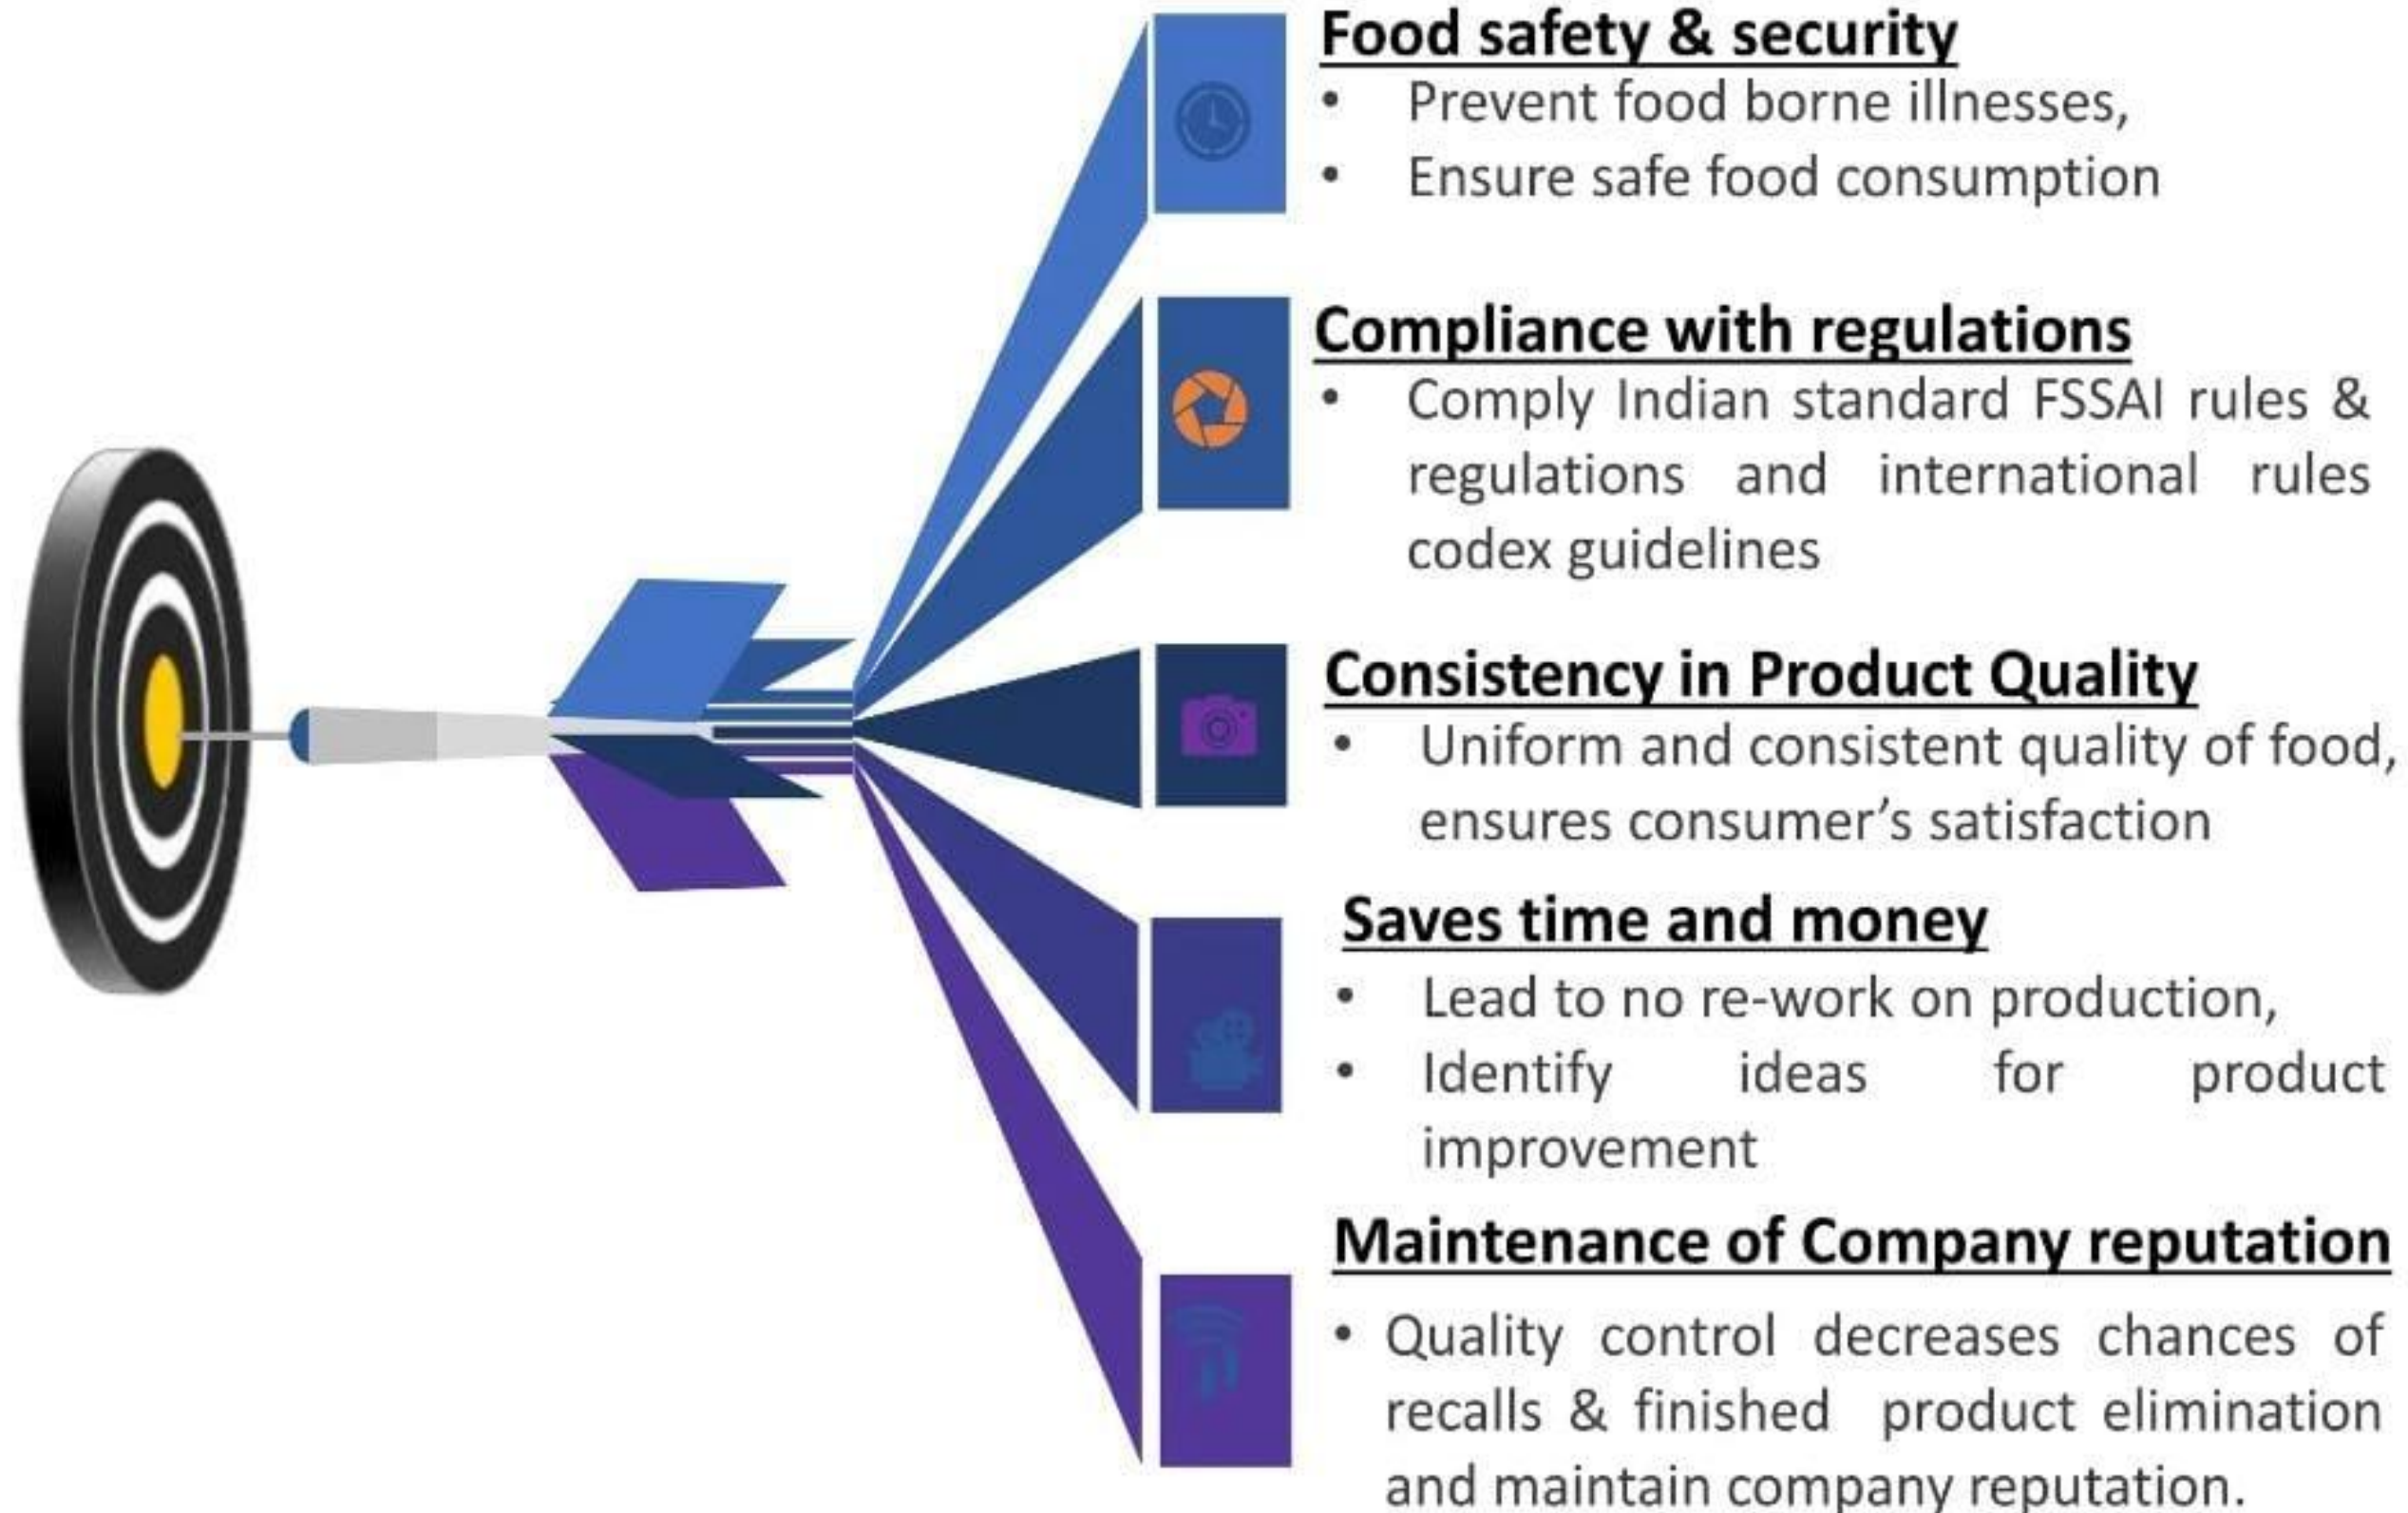 Food safety & security
• Prevent food borne illnesses,
• Ensure safe food consumption
Compliance with regulations
• Comply Indian standard FSSAI rules &
regulations and international rules
codex guidelines
Consistency in Product Quality
• Uniform and consistent quality of food,
ensures consumer’s satisfaction
Saves time and money
• Lead to no re-work on production,
• Identify ideas for product
improvement
Maintenance of Company reputation
• Quality control decreases chances of
recalls & finished product elimination
and maintain company reputation.